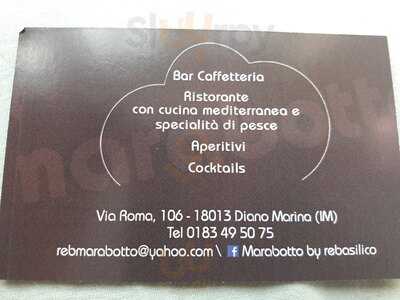 Bar Caffetteria
Ristorante
con cucina mediterranea e
specialità di pesce
Aperitivi
Cocktails
Via Roma, 106 - 18013 Diano Marina (IM)
Tel 0183 49 50 75
rebmarabotto@yahoo.com \ f Marabotto by rebasilico